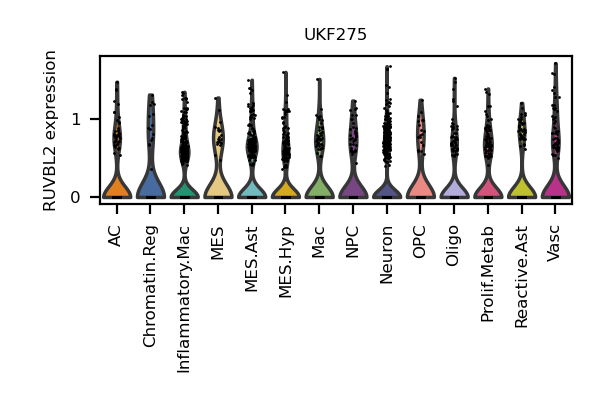 UKF275
RUVBL2 expression
1
0
AC
Chromatin.Reg
Inflammatory.Mac
MES
MES.Ast
MES.Hyp
Mac
NPC
Neuron
OPC
Oligo
Prolif.Metab
Reactive.Ast
Vasc